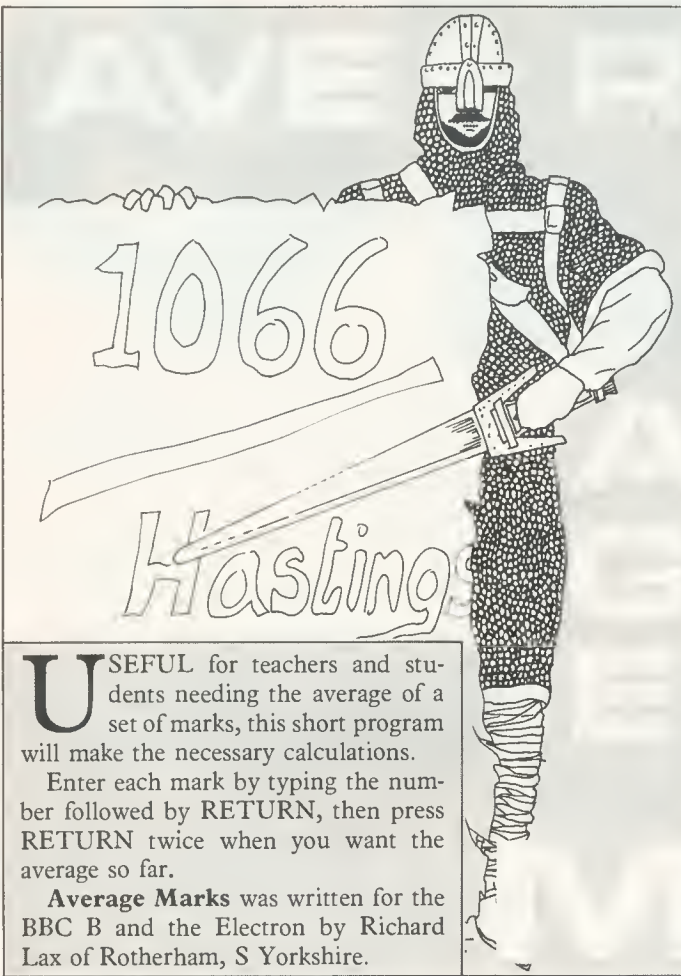 AVE R
A
G
E
M
1066
Hastings
USEFUL for teachers and stu-
dents needing the average of a
set of marks, this short program
will make the necessary calculations.
Enter each mark by typing the num-
ber followed by RETURN, then press
RETURN twice when you want the
average so far.
Average Marks was written for the
BBC B and the Electron by Richard
Lax of Rotherham, S Yorkshire.